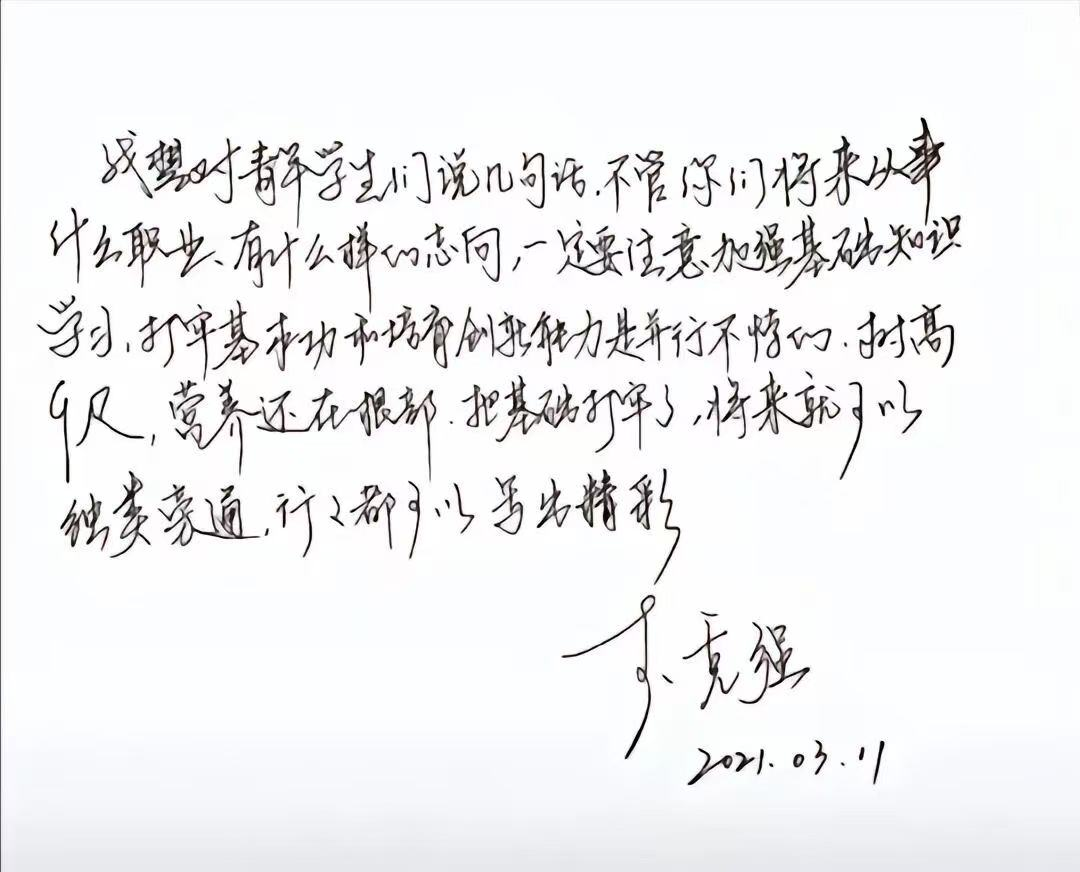 我想对青年学生们说几句话,不管你们将来从事
什么职业、有什么样的志向,一定要注意加强基础知识
学习,打牢基本功和培育创新能力是并行不悖的.树高
千尺,营养还在根部.把基础打牢了,将来就可以
触类旁通,行行都可以写出精彩
李克强
2021.03.11